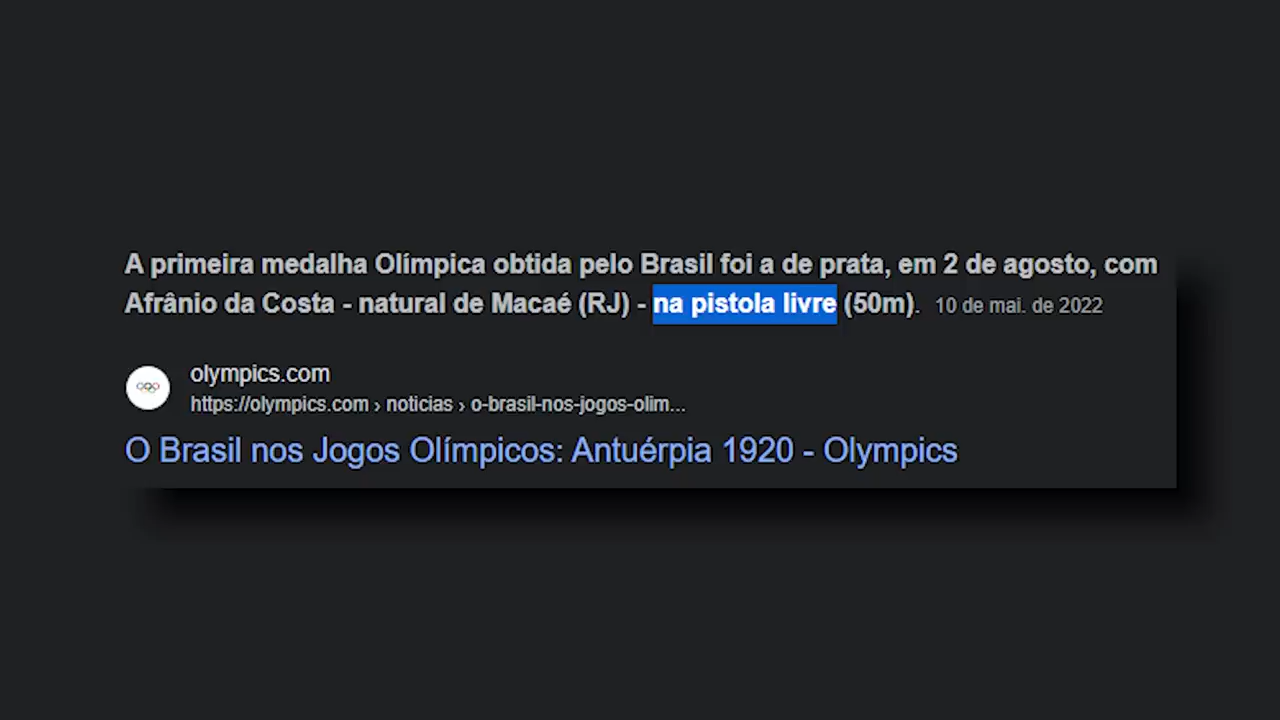 A primeira medalha Olímpica obtida pelo Brasil foi a de prata, em 2 de agosto, com
Afrânio da Costa - natural de Macaé (RJ) - na pistola livre (50m). 10 de mai. de 2022
olympics.com
https://olympics.com › noticias › o-brasil-nos-jogos-olim...
O Brasil nos Jogos Olímpicos: Antuérpia 1920 - Olympics